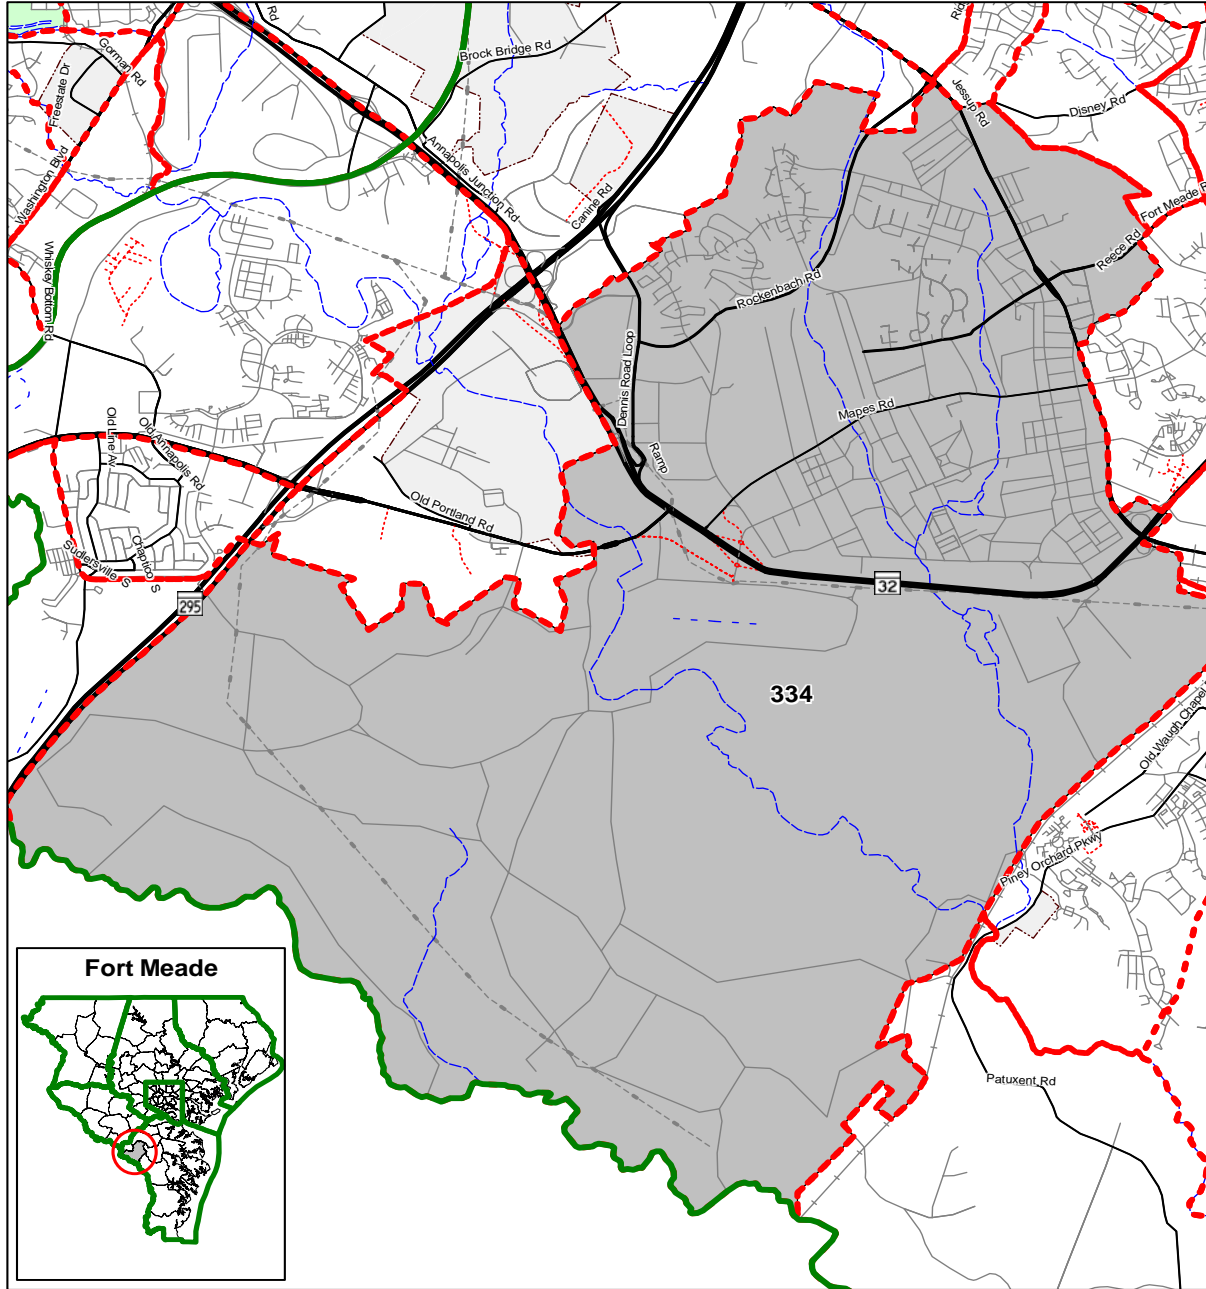 Rd
Brock Bridge Rd
Rid
Gorman Rd
Freestate Dr
Jessup Rd
Disney Rd
Washington Blvd
Annapolis Junction Rd
Canine Rd
Fort Meade R
Reece Rd
Whiskey Bottom Rd
Rockenbach Rd
Dennis Road Loop
Mapes Rd
Old Line Av
Old Annapolis Rd
Ramp
Old Portland Rd
Sudlersville S
Chaptico S
32
295
334
Old Waugh Chapel
Piney Orchard Pkwy
Fort Meade
Patuxent Rd